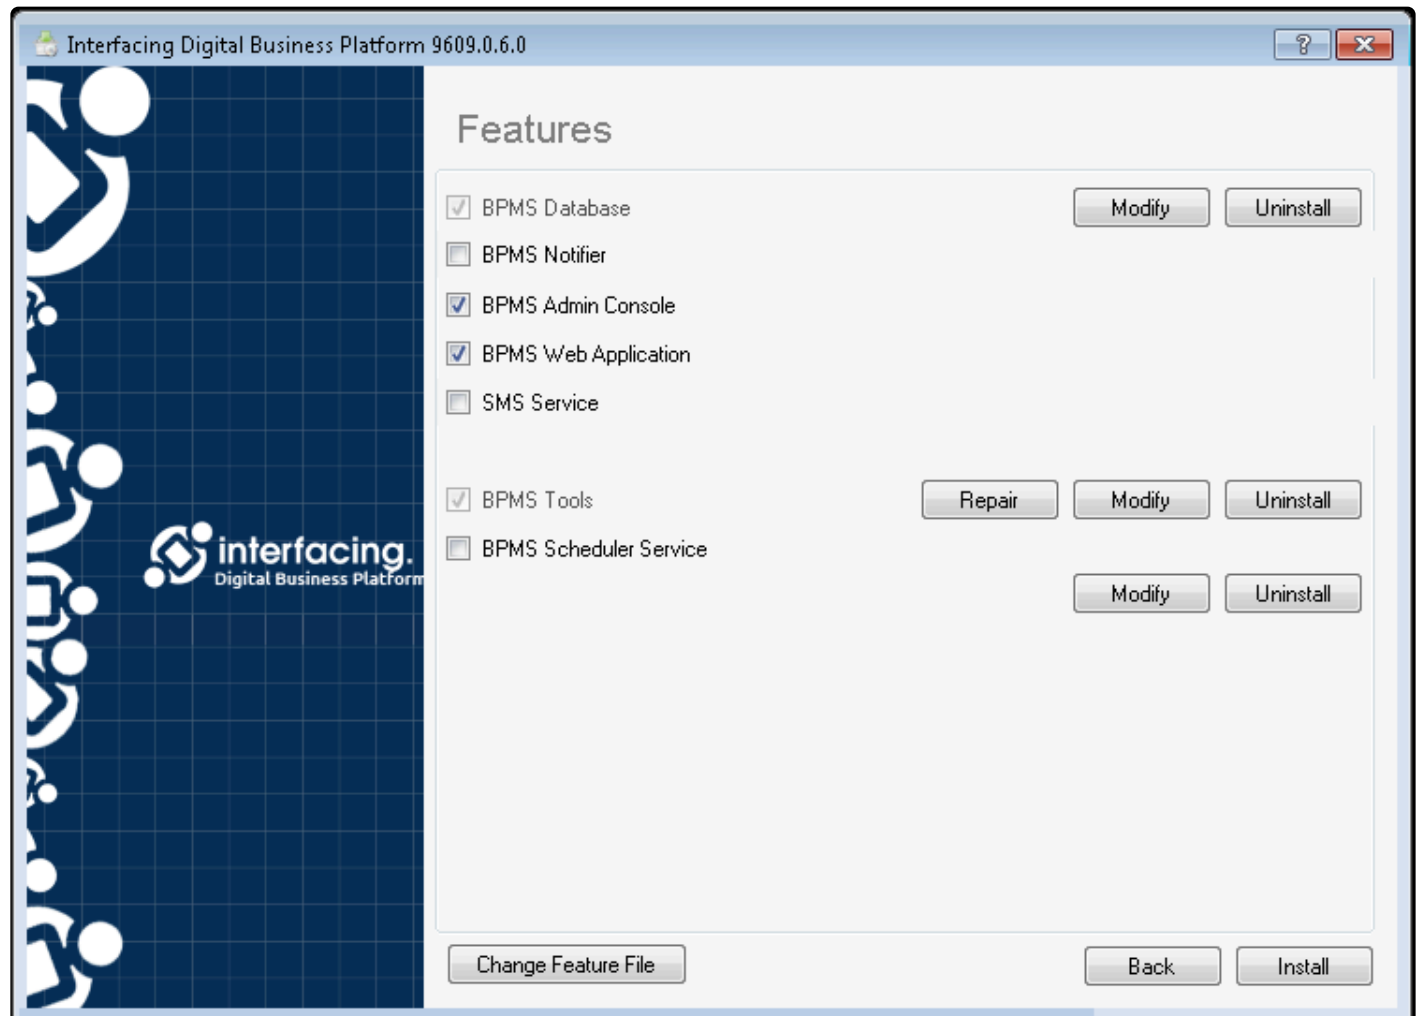 Interfacing Digital Business Platform 9609.0.6.0
?
Features
BPMS Database Modify Uninstall
BPMS Notifier
BPMS Admin Console
BPMS Web Application
SMS Service
BPMS Tools Repair Modify Uninstall
BPMS Scheduler Service
Modify Uninstall
interfacing.
Digital Business Platform
Change Feature File Back Install